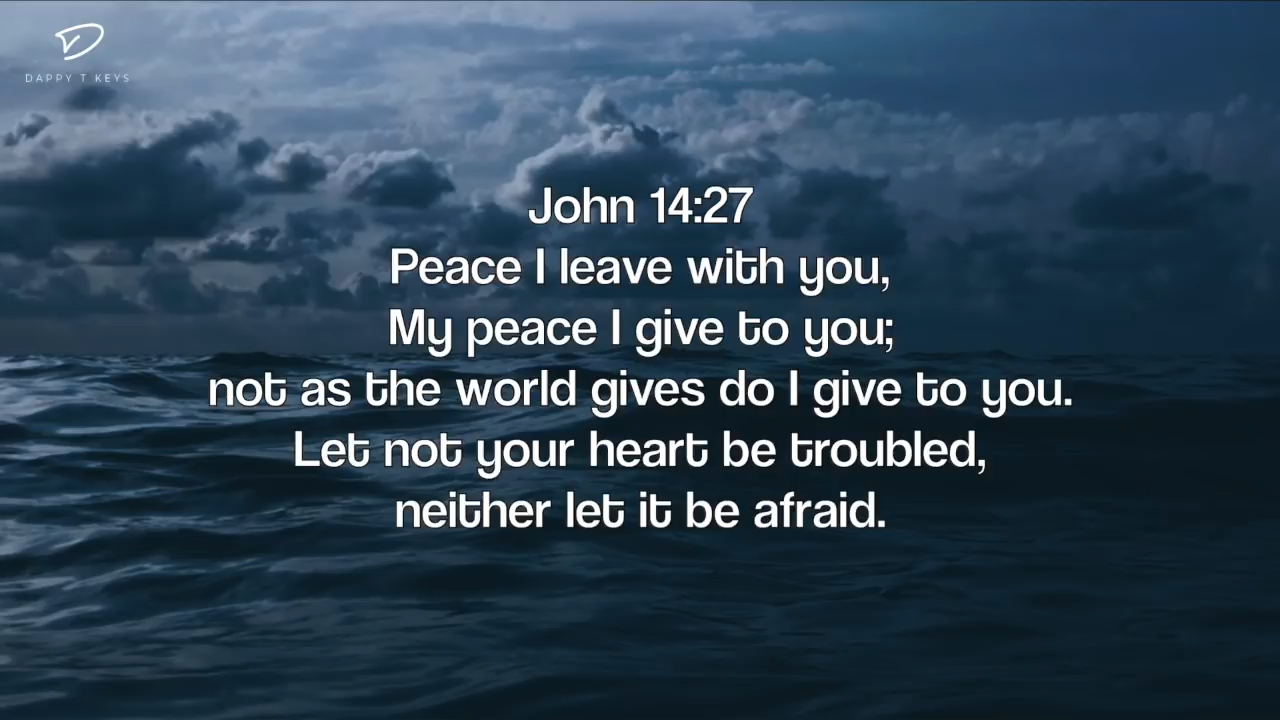 DAPPY T KEYS
John 14:27
Peace I leave with you,
My peace I give to you;
not as the world gives do I give to you.
Let not your heart be troubled,
neither let it be afraid.